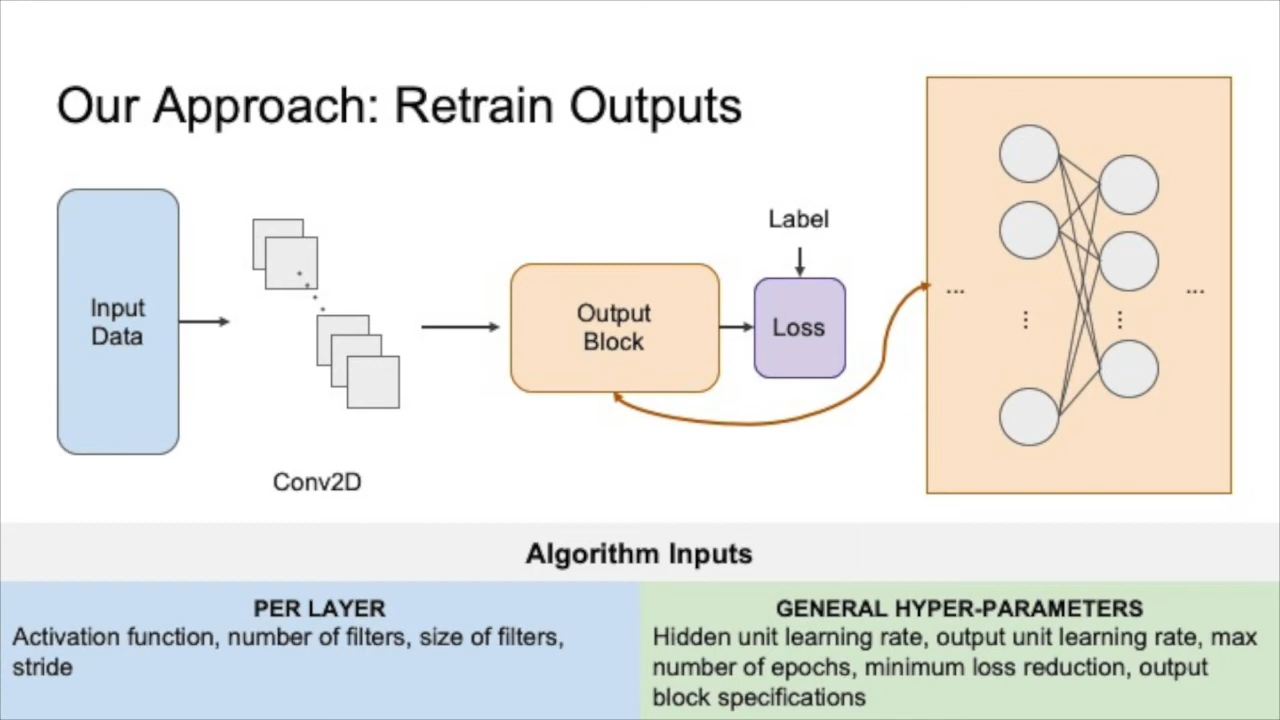 Our Approach: Retrain Outputs
Label
Input
Data
Output
Block
Loss
...
...
Conv2D
Algorithm Inputs
PER LAYER
Activation function, number of filters, size of filters,
stride
GENERAL HYPER-PARAMETERS
Hidden unit learning rate, output unit learning rate, max
number of epochs, minimum loss reduction, output
block specifications